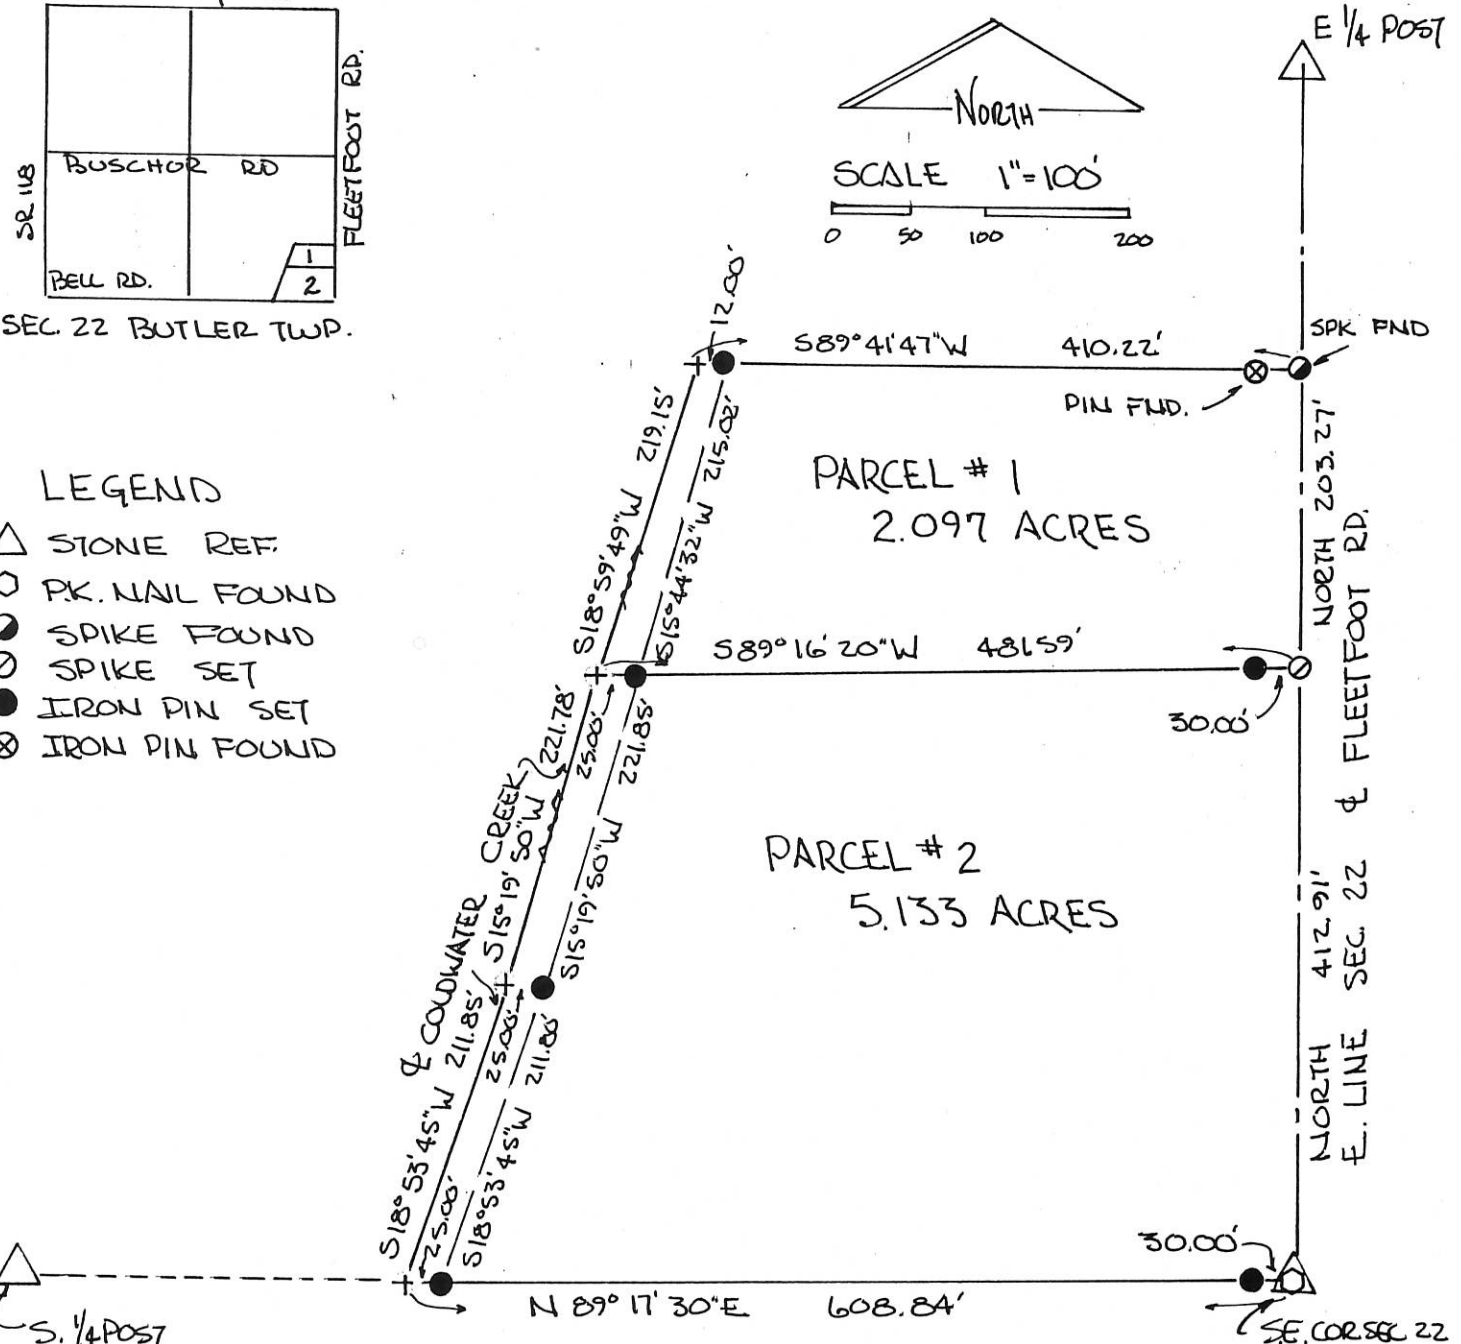 E 1/4 POST
FLEETFOOT RD.
SR 118
BUSCHOR RD
BELL RD.
1
2
SEC. 22 BUTLER TWP.
NORTH
SCALE 1"=100'
0 50 100 200
12.00'
S89°41'47"W 410.22'
SPK FND
PIN FND.
219.15'
S18°59'49"W
215.02'
S15°44'32"W
PARCEL # 1
2.097 ACRES
NORTH 203.27'
LEGEND
STONE REF.
P.K. NAIL FOUND
SPIKE FOUND
SPIKE SET
IRON PIN SET
IRON PIN FOUND
S89°16'20"W 481.59'
30.00'
221.78'
25.00'
221.85'
S15°19'50"W
S15°19'50"W
℄ COLDWATER CREEK
PARCEL # 2
5.133 ACRES
℄ FLEETFOOT RD.
E. LINE SEC 22
NORTH 412.91'
211.85'
25.00'
211.80'
S18°53'45"W
S18°53'45"W
25.00'
30.00'
N 89° 17' 30"E 608.84'
S. 1/4 POST
S.E. COR SEC 22